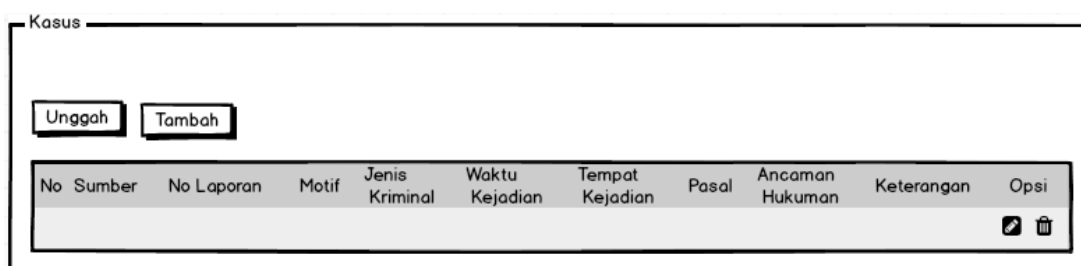 Kasus
Unggah Tambah
No Sumber No Laporan Motif Jenis Kriminal Waktu Kejadian Tempat Kejadian Pasal Ancaman Hukuman Keterangan Opsi